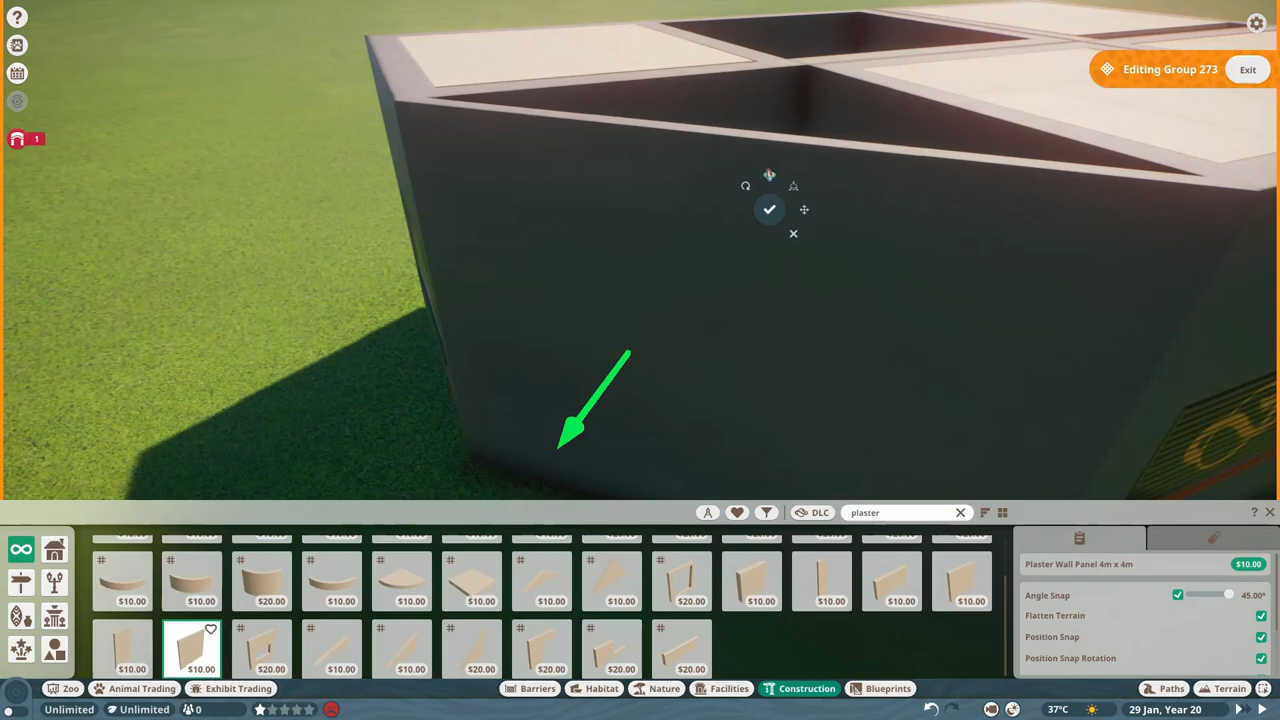 ?
Editing Group 273
Exit
1
DLC
plaster
?
$10.00 $10.00 $20.00 $10.00 $10.00 $10.00 $10.00 $10.00 $20.00 $10.00 $10.00 $10.00 $10.00
$10.00 $10.00 $20.00 $10.00 $10.00 $10.00 $20.00 $20.00 $20.00
Plaster Wall Panel 4m x 4m $10.00
Angle Snap 45.00°
Flatten Terrain
Position Snap
Position Snap Rotation
Zoo Animal Trading Exhibit Trading Barriers Habitat Nature Facilities Construction Blueprints Paths Terrain
Unlimited Unlimited 0 37°C 29 Jan, Year 20